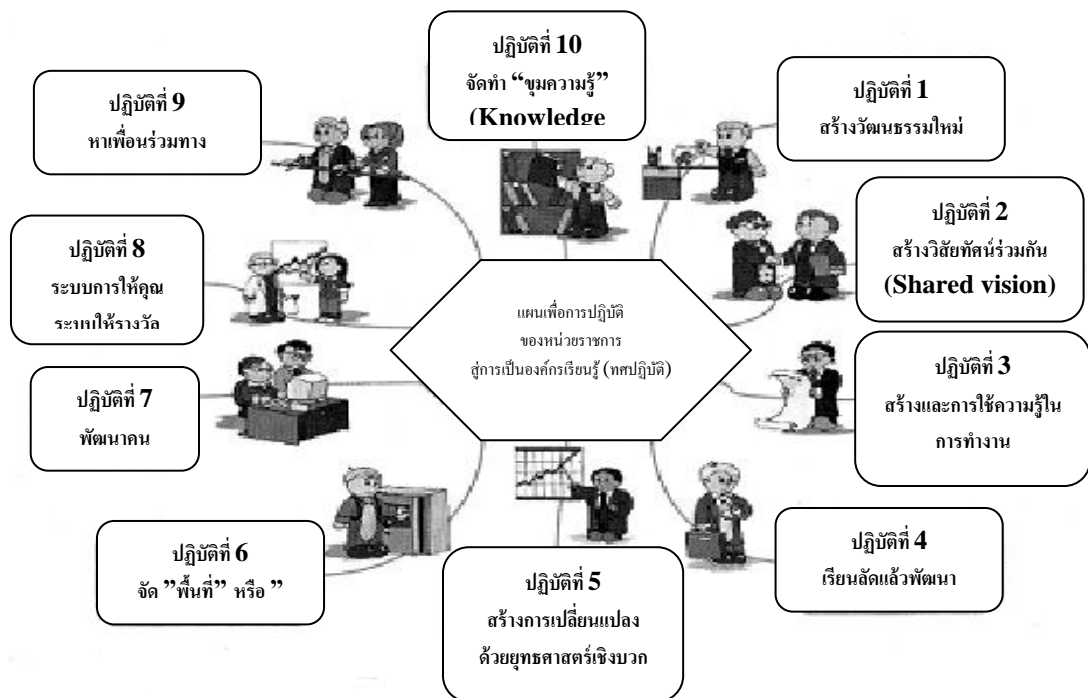 แผนเพื่อการปฏิบัติ
ของหน่วยราชการ
สู่การเป็นองค์กรเรียนรู้ (ทศปฏิบัติ)
ปฏิบัติที่ 1
สร้างวัฒนธรรมใหม่
ปฏิบัติที่ 2
สร้างวิสัยทัศน์ร่วมกัน
(Shared vision)
ปฏิบัติที่ 3
สร้างและการใช้ความรู้ใน
การทำงาน
ปฏิบัติที่ 4
เรียนลัดแล้วพัฒนา
ปฏิบัติที่ 5
สร้างการเปลี่ยนแปลง
ด้วยยุทธศาสตร์เชิงบวก
ปฏิบัติที่ 6
จัด ”พื้นที่” หรือ ”
ปฏิบัติที่ 7
พัฒนาคน
ปฏิบัติที่ 8
ระบบการให้คุณ
ระบบให้รางวัล
ปฏิบัติที่ 9
หาเพื่อนร่วมทาง
ปฏิบัติที่ 10
จัดทำ “ขุมความรู้”
(Knowledge